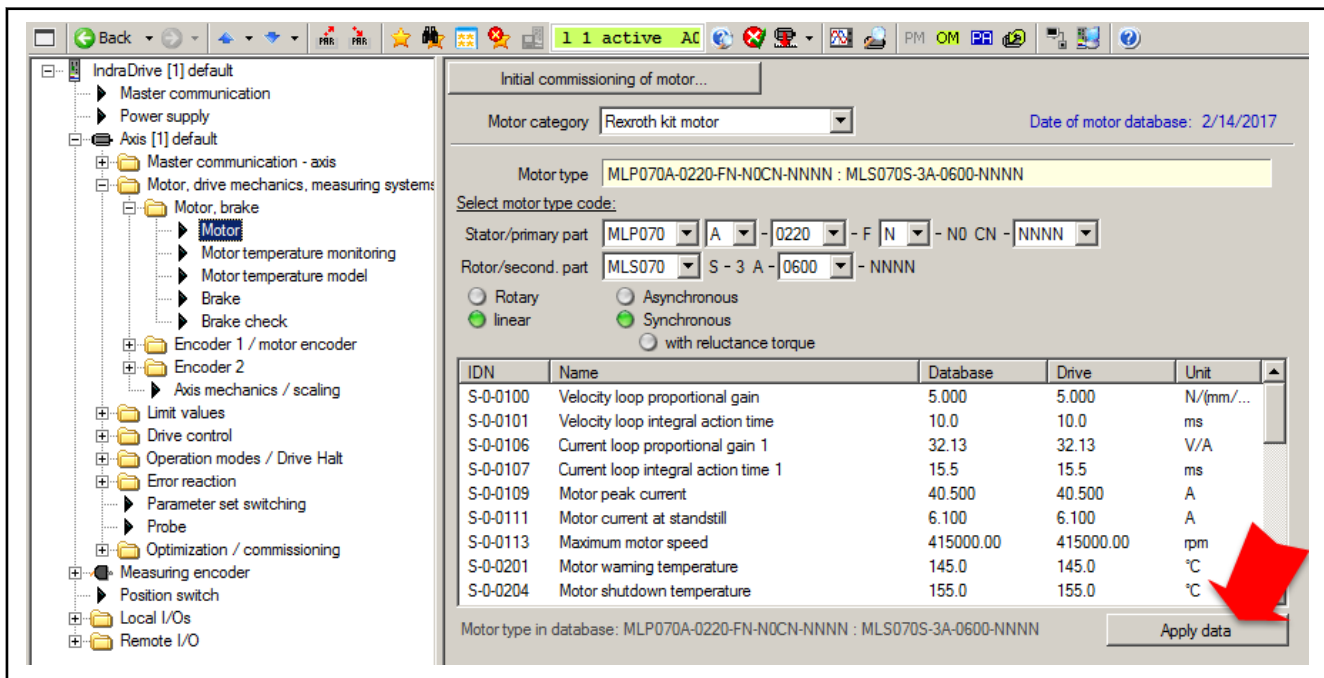 Back PAR PAR 1 1 active AC PM OM PA
IndraDrive [1] default
Master communication
Power supply
Axis [1] default
Master communication - axis
Motor, drive mechanics, measuring systems
Motor, brake
Motor
Motor temperature monitoring
Motor temperature model
Brake
Brake check
Encoder 1 / motor encoder
Encoder 2
Axis mechanics / scaling
Limit values
Drive control
Operation modes / Drive Halt
Error reaction
Parameter set switching
Probe
Optimization / commissioning
Measuring encoder
Position switch
Local I/Os
Remote I/O
Initial commissioning of motor...
Motor category Rexroth kit motor Date of motor database: 2/14/2017
Motor type MLP070A-0220-FN-N0CN-NNNN : MLS070S-3A-0600-NNNN
Select motor type code:
Stator/primary part MLP070 A - 0220 - F N - N0 CN - NNNN
Rotor/second. part MLS070 S - 3 A - 0600 - NNNN
Rotary Asynchronous
linear Synchronous
with reluctance torque
IDN Name Database Drive Unit
S-0-0100 Velocity loop proportional gain 5.000 5.000 N/(mm/...
S-0-0101 Velocity loop integral action time 10.0 10.0 ms
S-0-0106 Current loop proportional gain 1 32.13 32.13 V/A
S-0-0107 Current loop integral action time 1 15.5 15.5 ms
S-0-0109 Motor peak current 40.500 40.500 A
S-0-0111 Motor current at standstill 6.100 6.100 A
S-0-0113 Maximum motor speed 415000.00 415000.00 rpm
S-0-0201 Motor warning temperature 145.0 145.0 °C
S-0-0204 Motor shutdown temperature 155.0 155.0 °C
Motor type in database: MLP070A-0220-FN-N0CN-NNNN : MLS070S-3A-0600-NNNN Apply data